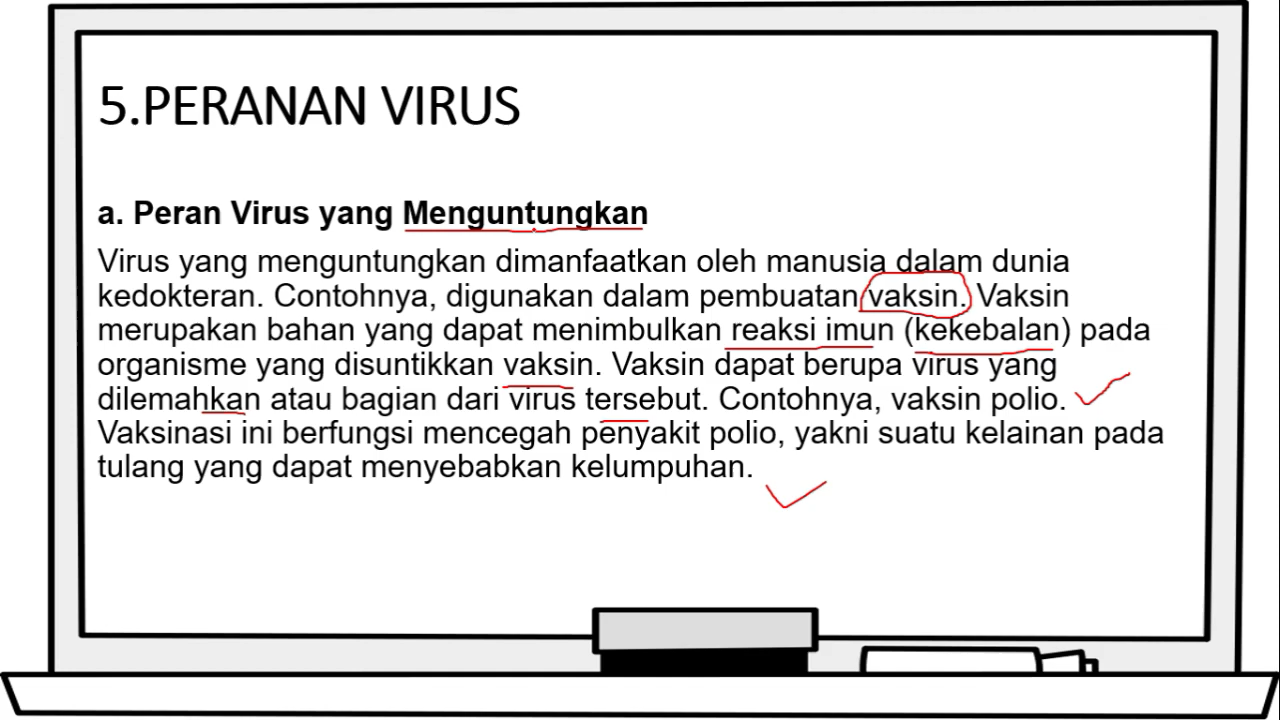 5.PERANAN VIRUS
a. Peran Virus yang Menguntungkan
Virus yang menguntungkan dimanfaatkan oleh manusia dalam dunia
kedokteran. Contohnya, digunakan dalam pembuatan vaksin. Vaksin
merupakan bahan yang dapat menimbulkan reaksi imun (kekebalan) pada
organisme yang disuntikkan vaksin. Vaksin dapat berupa virus yang
dilemahkan atau bagian dari virus tersebut. Contohnya, vaksin polio.
Vaksinasi ini berfungsi mencegah penyakit polio, yakni suatu kelainan pada
tulang yang dapat menyebabkan kelumpuhan.